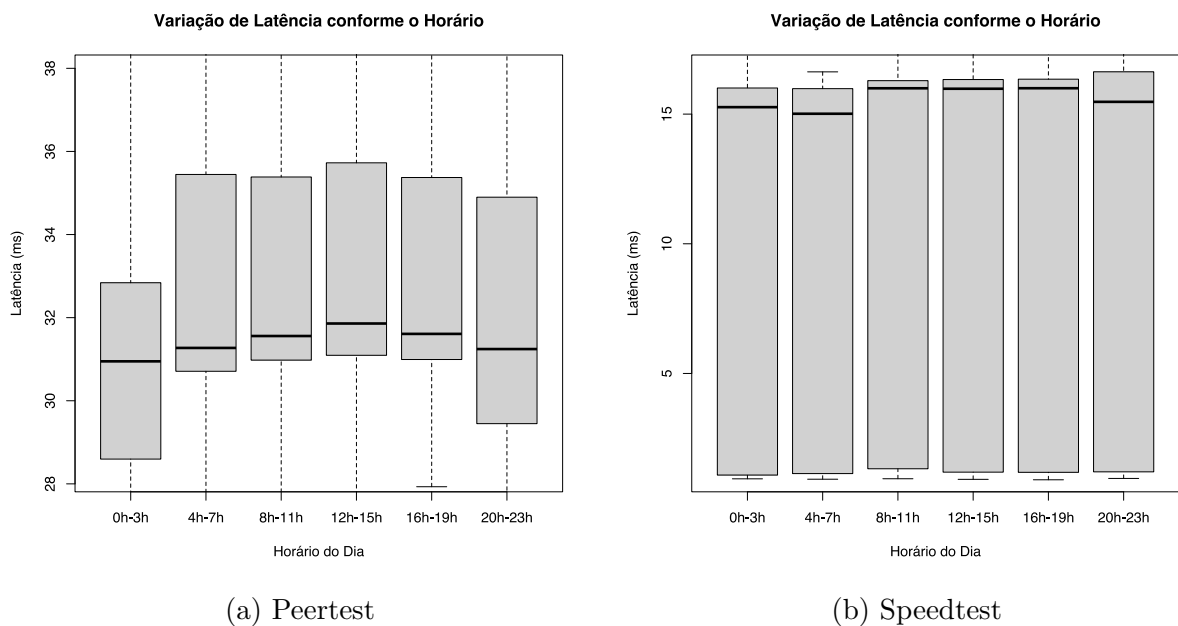 Variação de Latência conforme o Horário
38
36
34
32
30
28
Latência (ms)
0h-3h 4h-7h 8h-11h 12h-15h 16h-19h 20h-23h
Horário do Dia
(a) Peertest
Variação de Latência conforme o Horário
15
10
5
Latência (ms)
0h-3h 4h-7h 8h-11h 12h-15h 16h-19h 20h-23h
Horário do Dia
(b) Speedtest